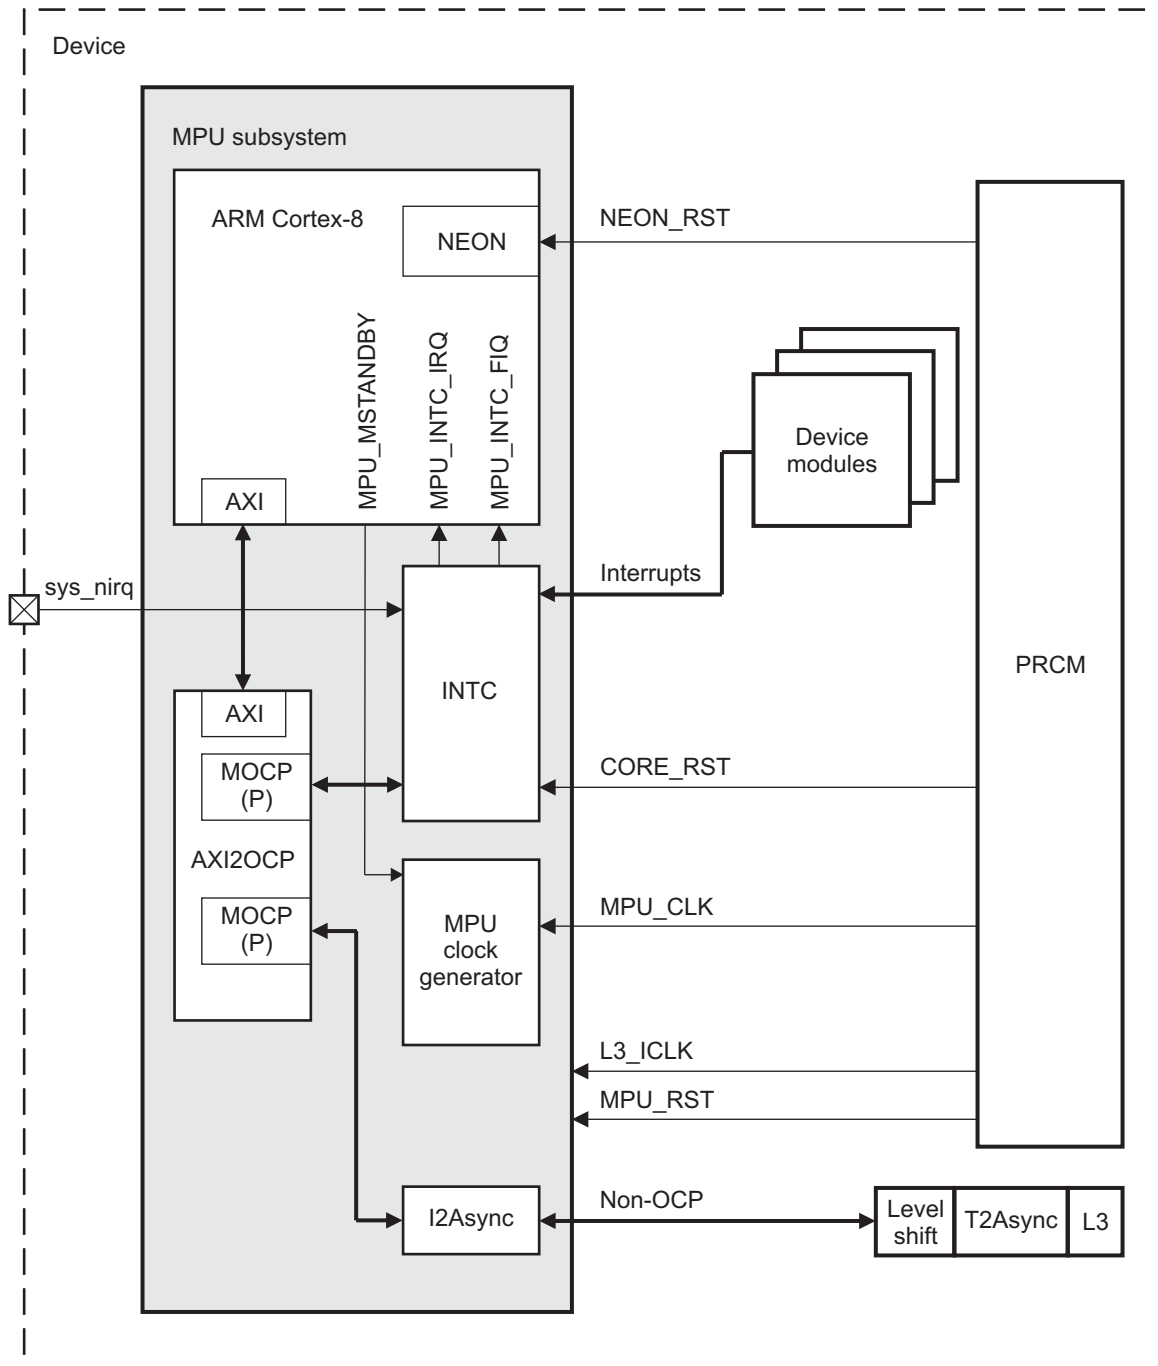 Device
MPU subsystem
ARM Cortex-8
NEON
NEON_RST
MPU_MSTANDBY
MPU_INTC_IRQ
MPU_INTC_FIQ
Device
modules
AXI
sys_nirq
Interrupts
INTC
PRCM
AXI
MOCP
(P)
CORE_RST
AXI2OCP
MOCP
(P)
MPU
clock
generator
MPU_CLK
L3_ICLK
MPU_RST
I2Async
Non-OCP
Level
shift
T2Async
L3